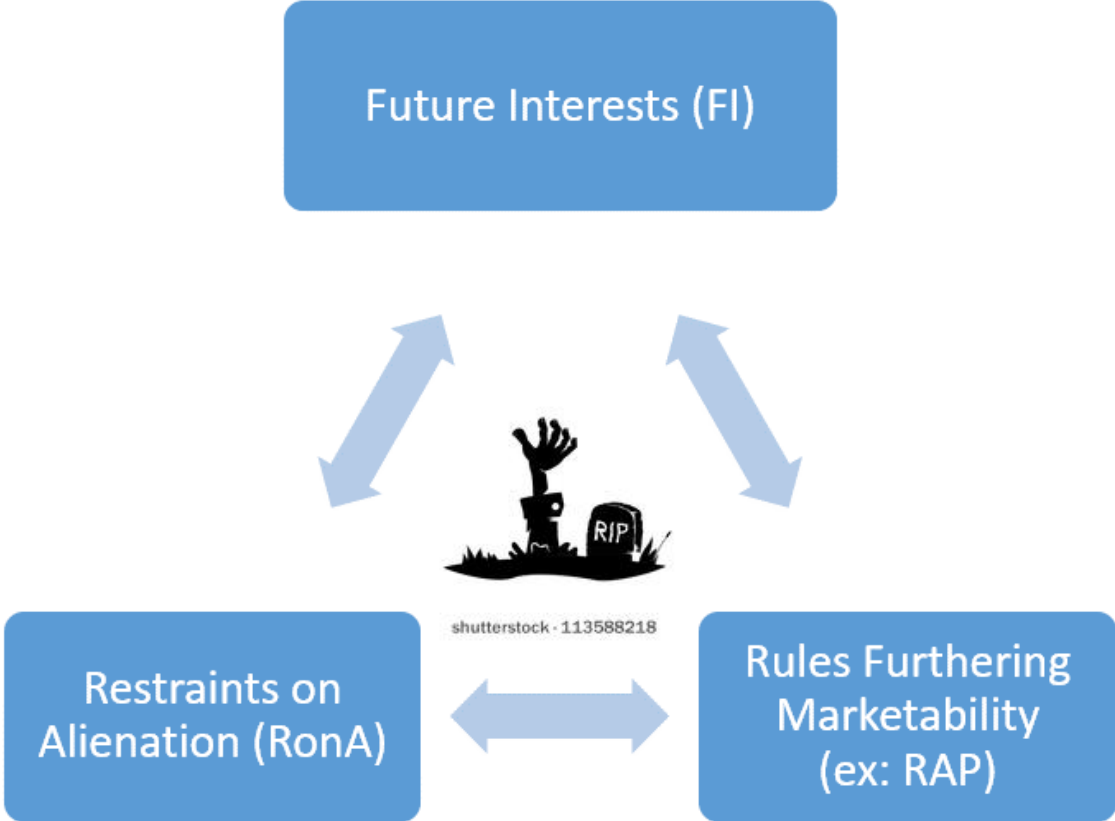 Future Interests (FI)
RIP
shutterstock · 113588218
Restraints on
Alienation (RonA)
Rules Furthering
Marketability
(ex: RAP)